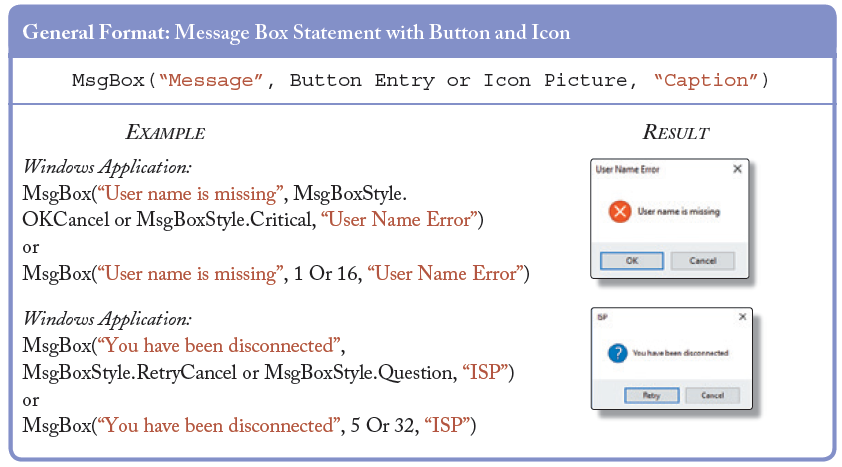 General Format: Message Box Statement with Button and Icon
MsgBox(“Message”, Button Entry or Icon Picture, “Caption”)
EXAMPLE
RESULT
Windows Application:
MsgBox(“User name is missing”, MsgBoxStyle.
OKCancel or MsgBoxStyle.Critical, “User Name Error”)
or
MsgBox(“User name is missing”, 1 Or 16, “User Name Error”)
User Name Error
User name is missing
OK
Cancel
Windows Application:
MsgBox(“You have been disconnected”,
MsgBoxStyle.RetryCancel or MsgBoxStyle.Question, “ISP”)
or
MsgBox(“You have been disconnected”, 5 Or 32, “ISP”)
ISP
You have been disconnected
Retry
Cancel